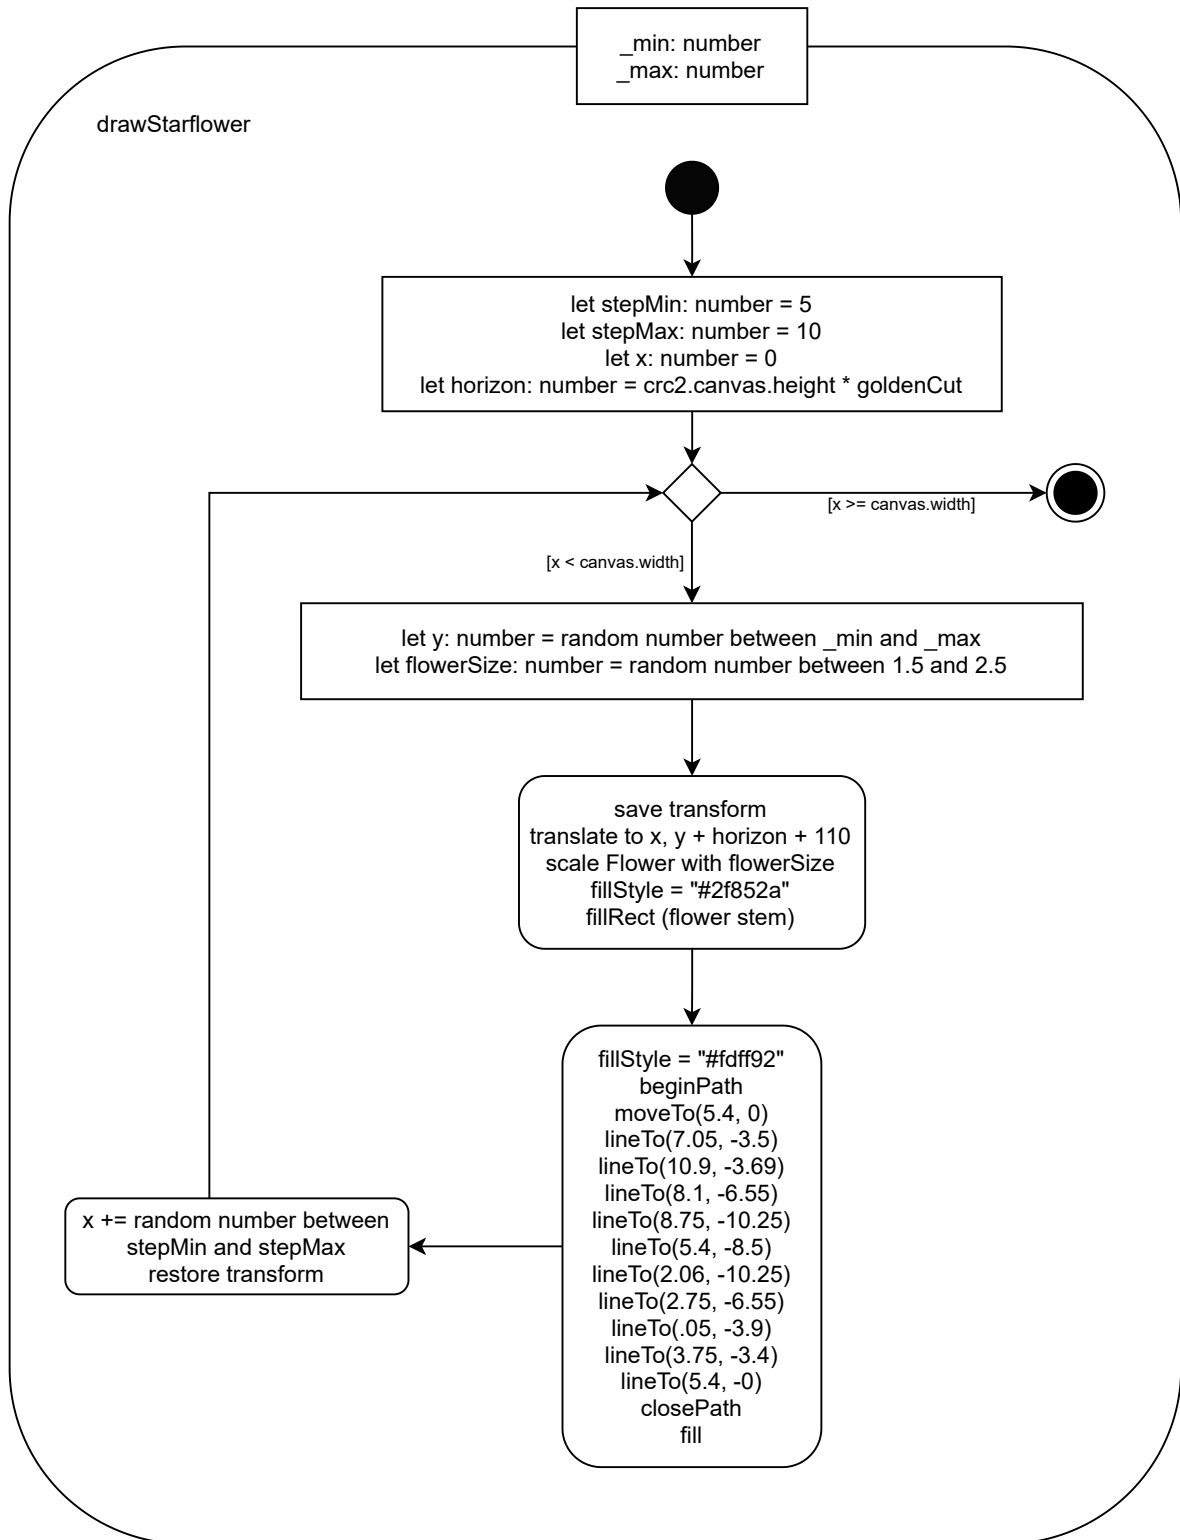 _min: number
_max: number
drawStarflower
let stepMin: number = 5
let stepMax: number = 10
let x: number = 0
let horizon: number = crc2.canvas.height * goldenCut
[x >= canvas.width]
[x < canvas.width]
let y: number = random number between _min and _max
let flowerSize: number = random number between 1.5 and 2.5
save transform
translate to x, y + horizon + 110
scale Flower with flowerSize
fillStyle = "#2f852a"
fillRect (flower stem)
fillStyle = "#fdff92"
beginPath
moveTo(5.4, 0)
lineTo(7.05, -3.5)
lineTo(10.9, -3.69)
lineTo(8.1, -6.55)
lineTo(8.75, -10.25)
lineTo(5.4, -8.5)
lineTo(2.06, -10.25)
lineTo(2.75, -6.55)
lineTo(.05, -3.9)
lineTo(3.75, -3.4)
lineTo(5.4, -0)
closePath
fill
x += random number between
stepMin and stepMax
restore transform